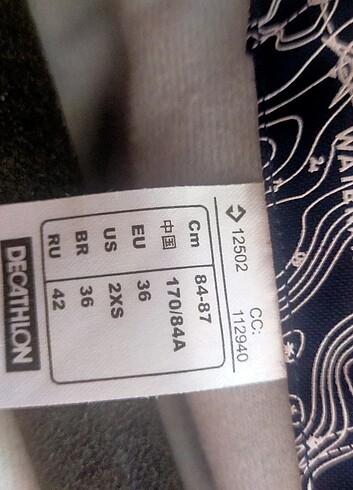 12502
CC:
112940
Cm 84-87
中国 170/84A
EU 36
US 2XS
BR 36
RU 42
DECATHLON